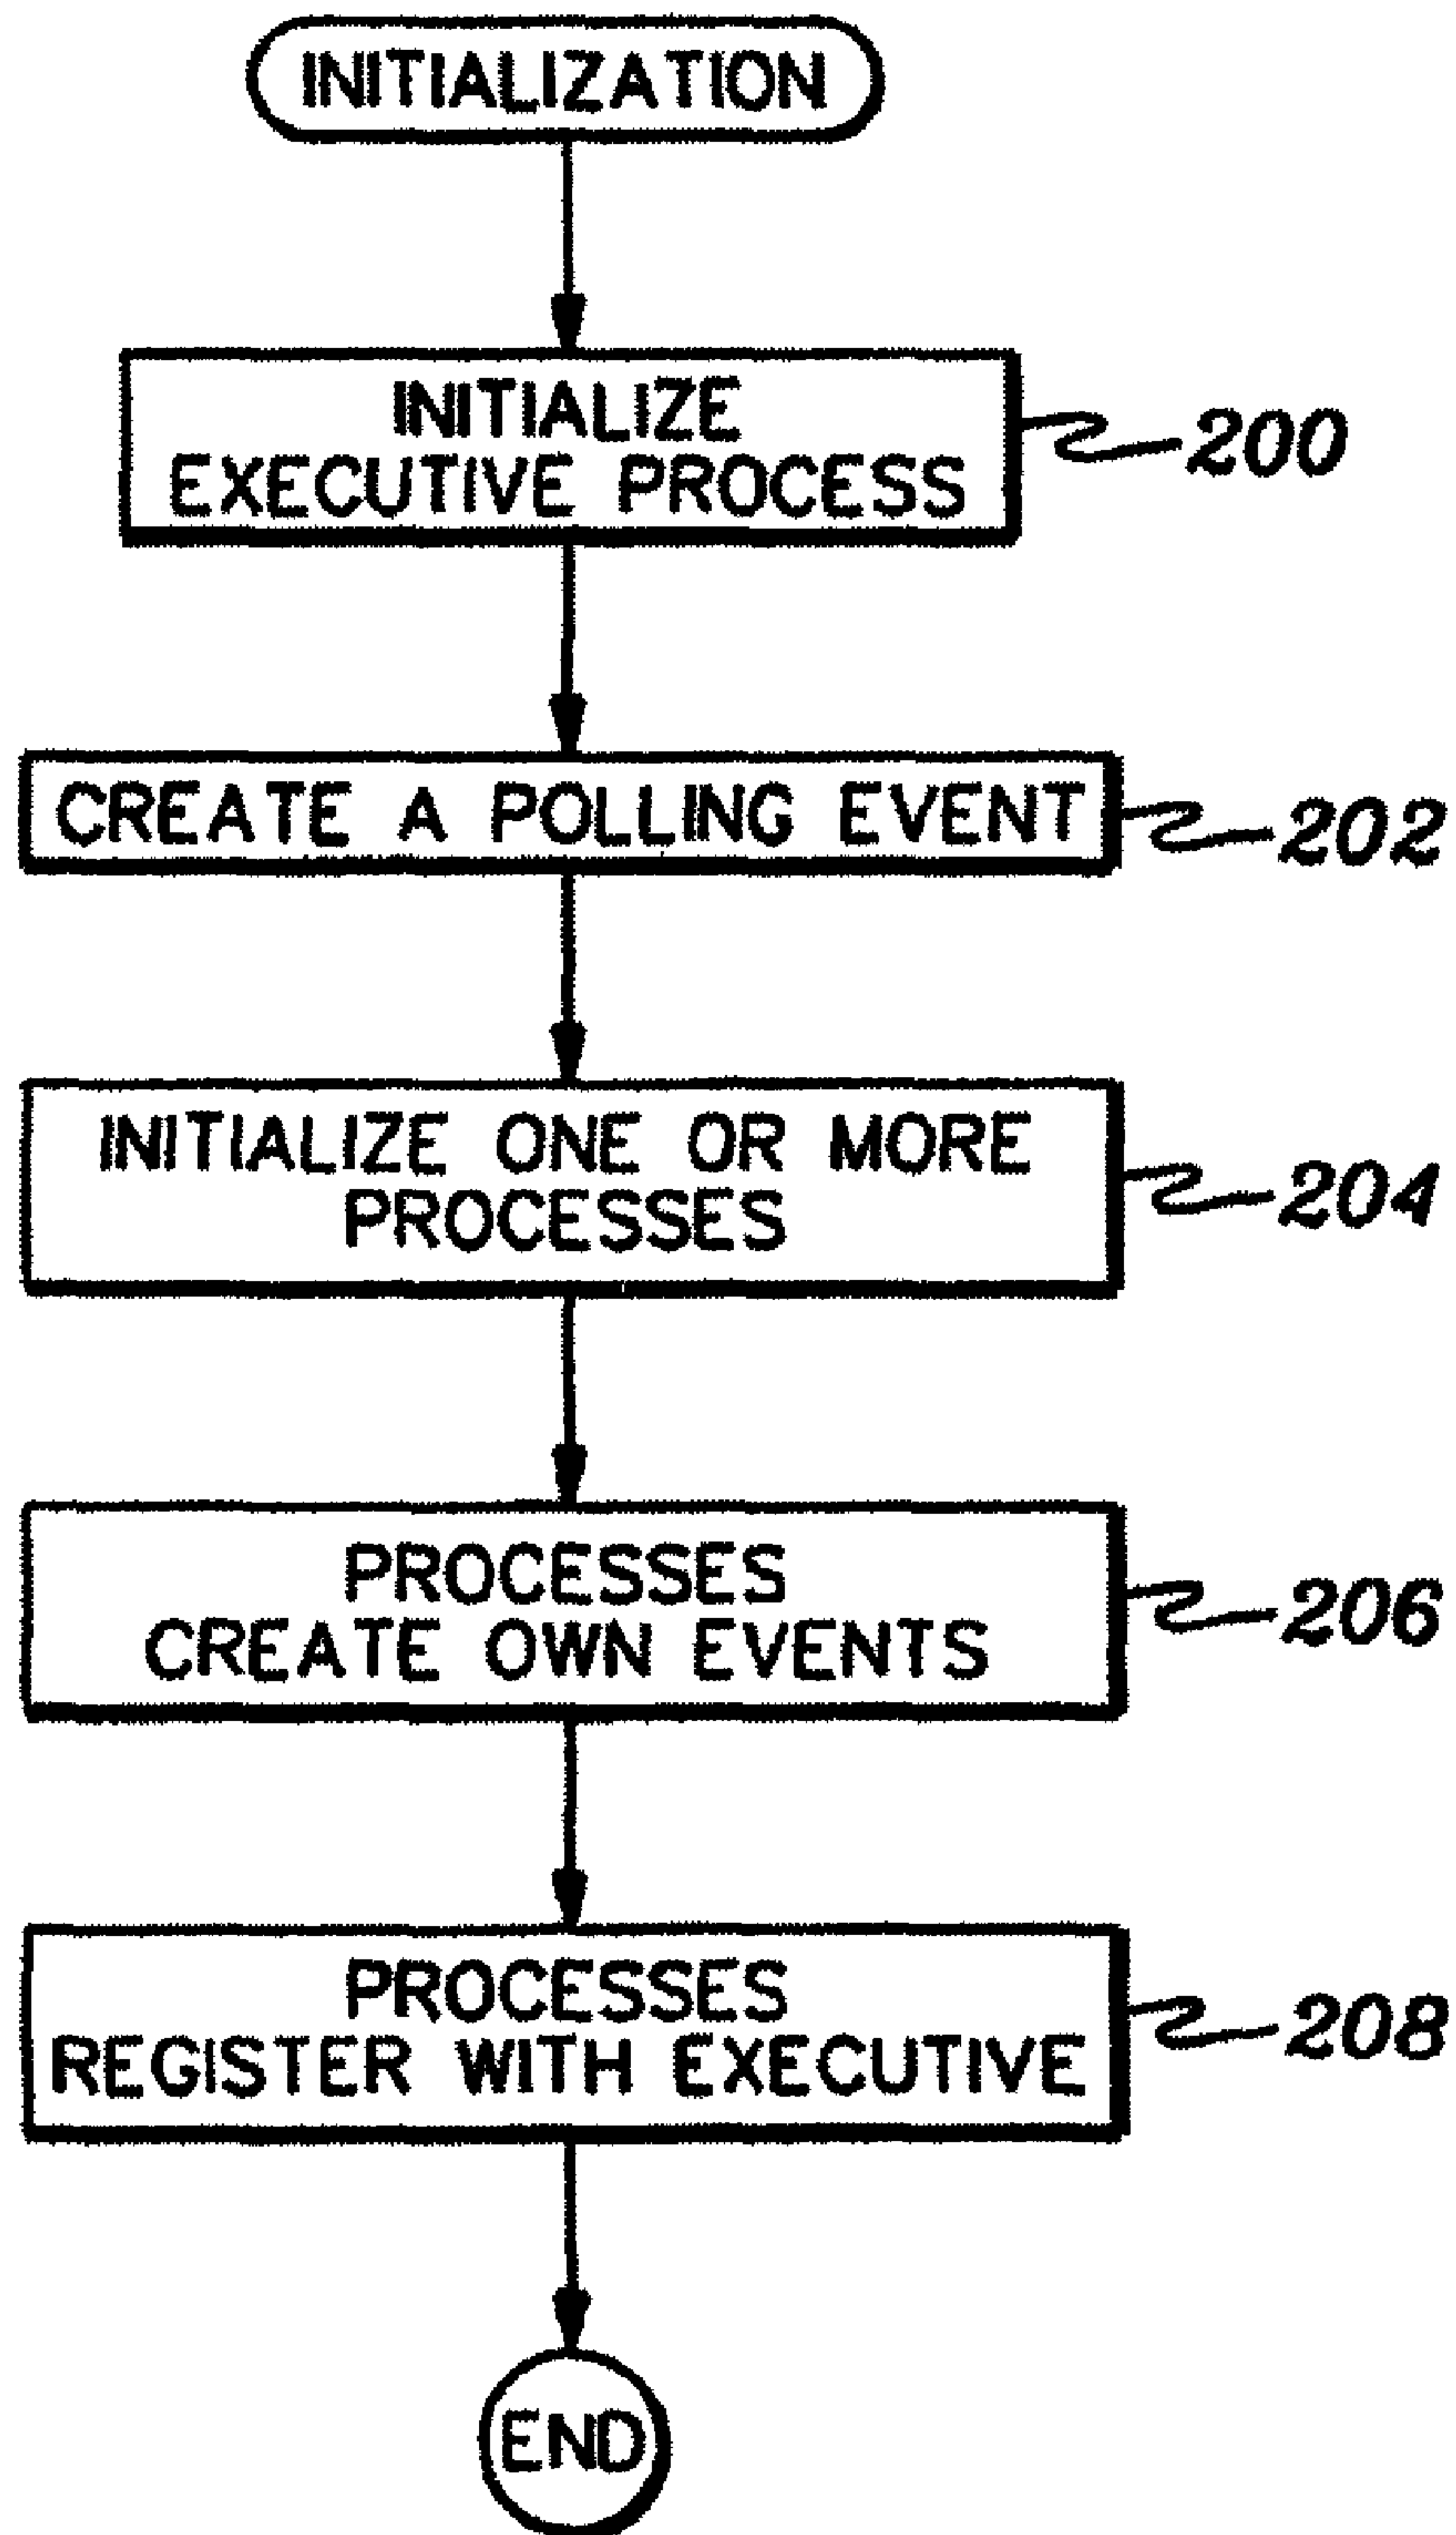 INITIALIZATION
INITIALIZE
EXECUTIVE PROCESS
200
CREATE A POLLING EVENT
202
INITIALIZE ONE OR MORE
PROCESSES
204
PROCESSES
CREATE OWN EVENTS
206
PROCESSES
REGISTER WITH EXECUTIVE
208
END